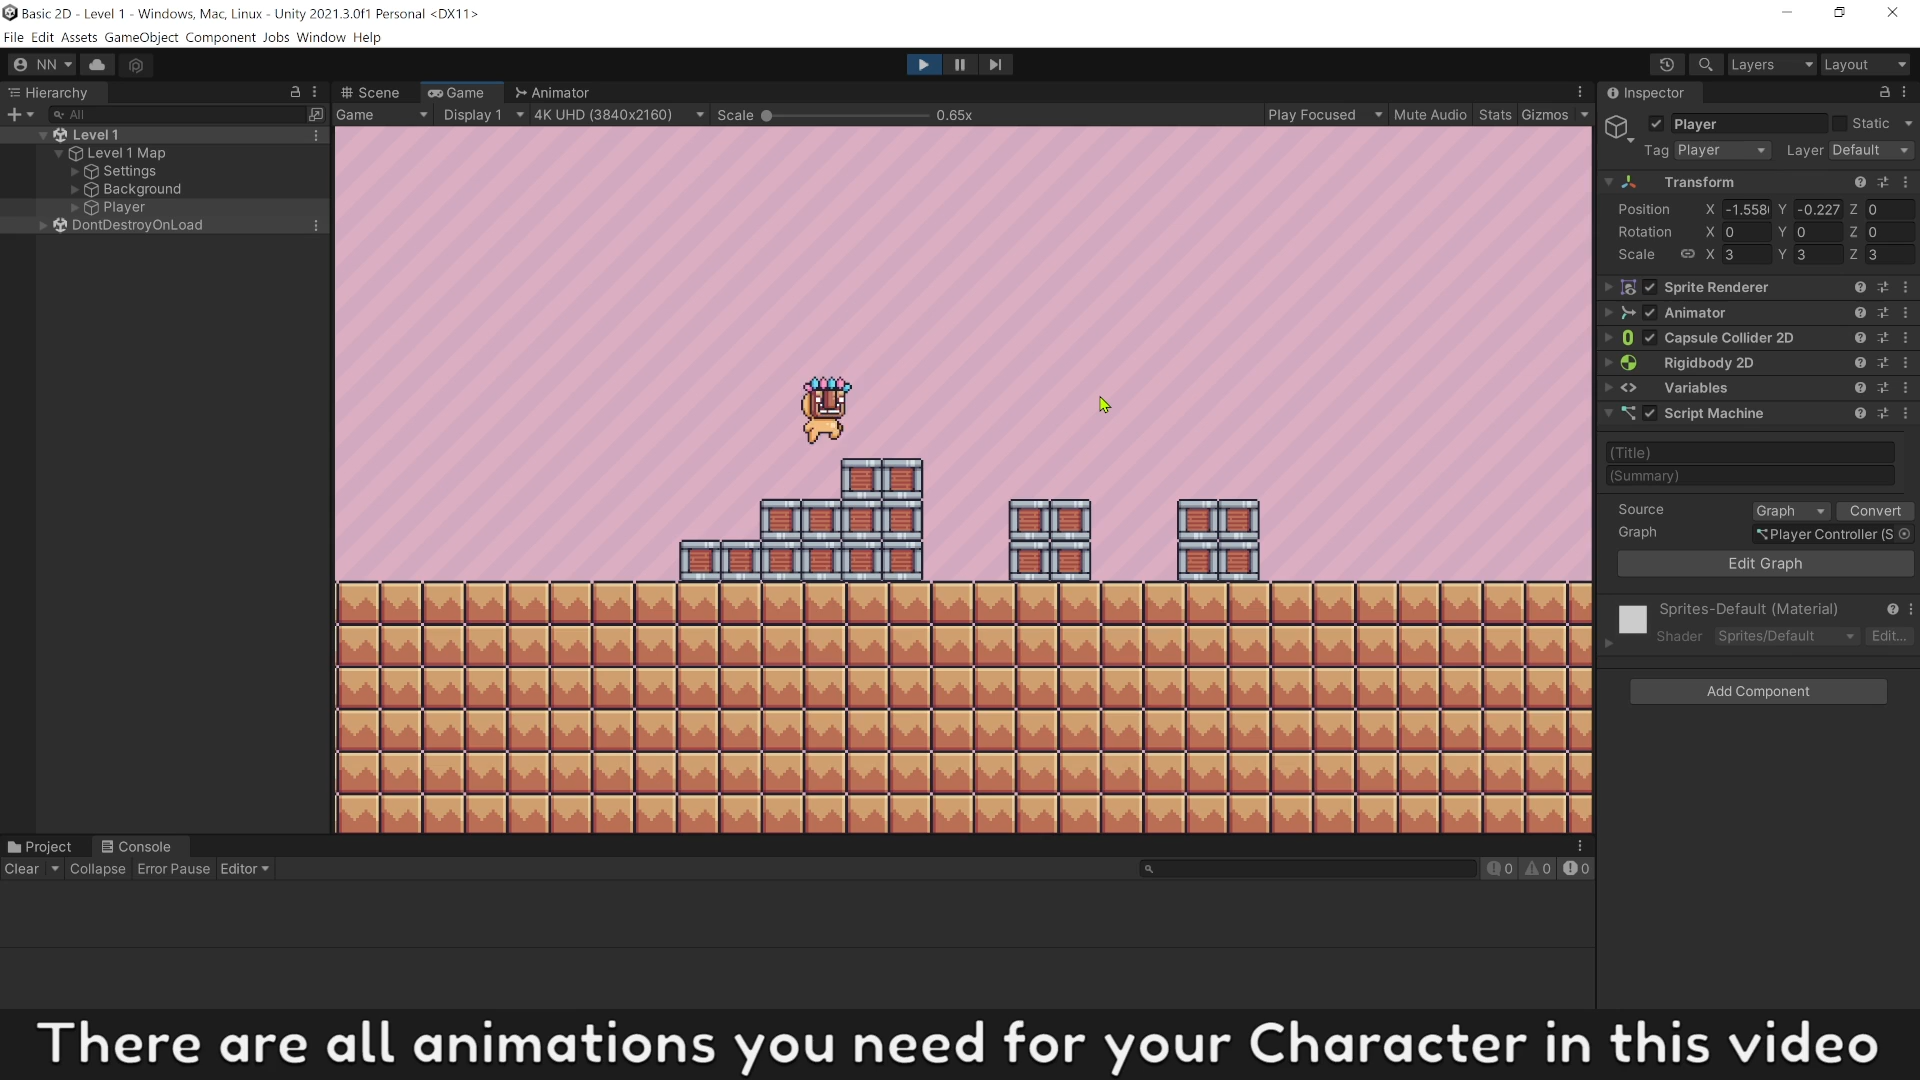 Basic 2D - Level 1 - Windows, Mac, Linux - Unity 2021.3.0f1 Personal <DX11>
File Edit Assets GameObject Component Jobs Window Help
NN
Layers
Layout
Hierarchy
Scene
Game
Animator
Inspector
All
Game
Display 1
4K UHD (3840x2160)
Scale
0.65x
Play Focused
Mute Audio
Stats
Gizmos
Level 1
Level 1 Map
Settings
Background
Player
DontDestroyOnLoad
Player
Static
Tag Player
Layer Default
Transform
Position X -1.558 Y -0.227 Z 0
Rotation X 0 Y 0 Z 0
Scale X 3 Y 3 Z 3
Sprite Renderer
Animator
Capsule Collider 2D
Rigidbody 2D
Variables
Script Machine
(Title)
(Summary)
Source Graph Convert
Graph Player Controller (S
Edit Graph
Sprites-Default (Material)
Shader Sprites/Default Edit...
Add Component
Project
Console
Clear
Collapse
Error Pause
Editor
0
0
0
There are all animations you need for your Character in this video